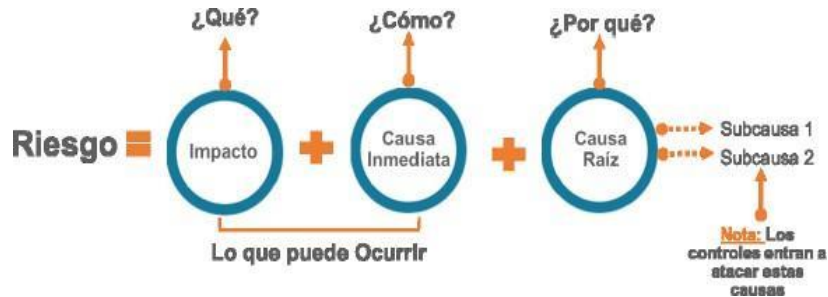 ¿Qué?
¿Cómo?
¿Por qué?
Riesgo =
Impacto
+
Causa
Inmediata
+
Causa
Raíz
Subcausa 1
Subcausa 2
Lo que puede Ocurrir
Nota: Los
controles entran a
atacar estas
causas